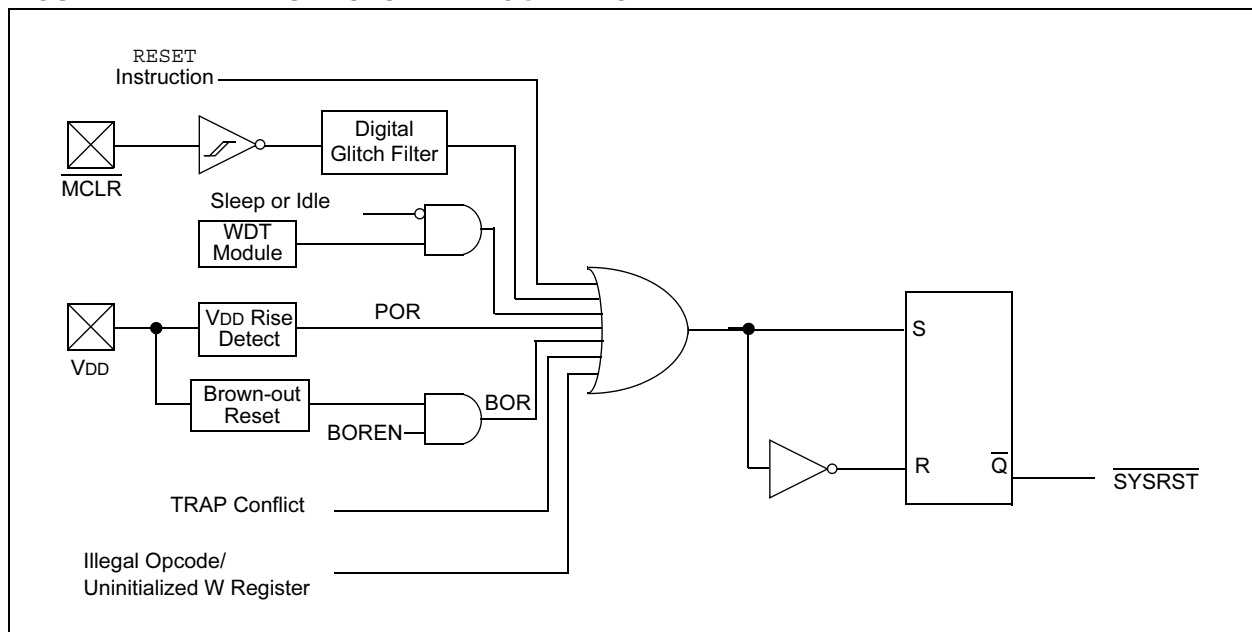 RESET
Instruction
Digital
Glitch Filter
MCLR
Sleep or Idle
WDT
Module
VDD
VDD Rise
Detect
POR
Brown-out
Reset
BOREN
BOR
TRAP Conflict
Illegal Opcode/
Uninitialized W Register
S
R
Q
SYSRST